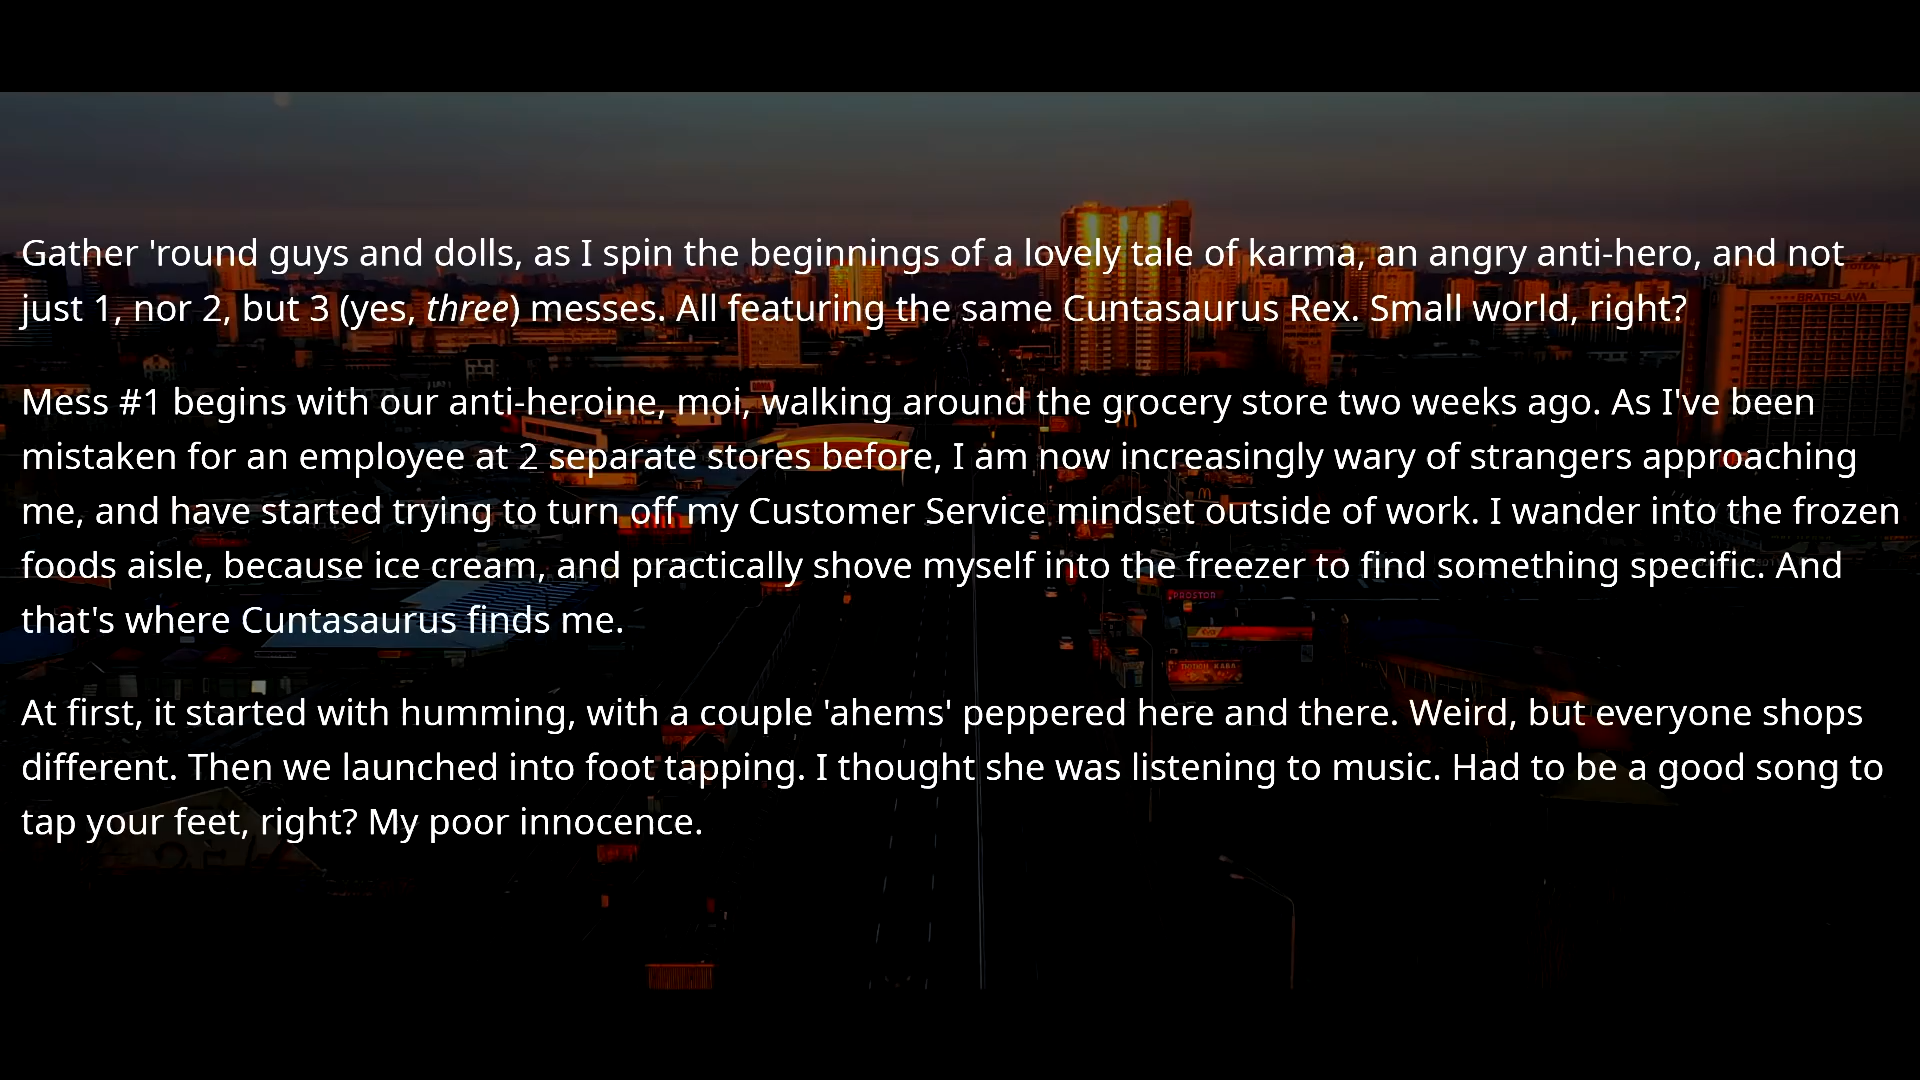 Gather 'round guys and dolls, as I spin the beginnings of a lovely tale of karma, an angry anti-hero, and not
just 1, nor 2, but 3 (yes, three) messes. All featuring the same Cuntasaurus Rex. Small world, right?
Mess #1 begins with our anti-heroine, moi, walking around the grocery store two weeks ago. As I've been
mistaken for an employee at 2 separate stores before, I am now increasingly wary of strangers approaching
me, and have started trying to turn off my Customer Service mindset outside of work. I wander into the frozen
foods aisle, because ice cream, and practically shove myself into the freezer to find something specific. And
that's where Cuntasaurus finds me.
At first, it started with humming, with a couple 'ahems' peppered here and there. Weird, but everyone shops
different. Then we launched into foot tapping. I thought she was listening to music. Had to be a good song to
tap your feet, right? My poor innocence.
BRATISLAVA
PROSTOR